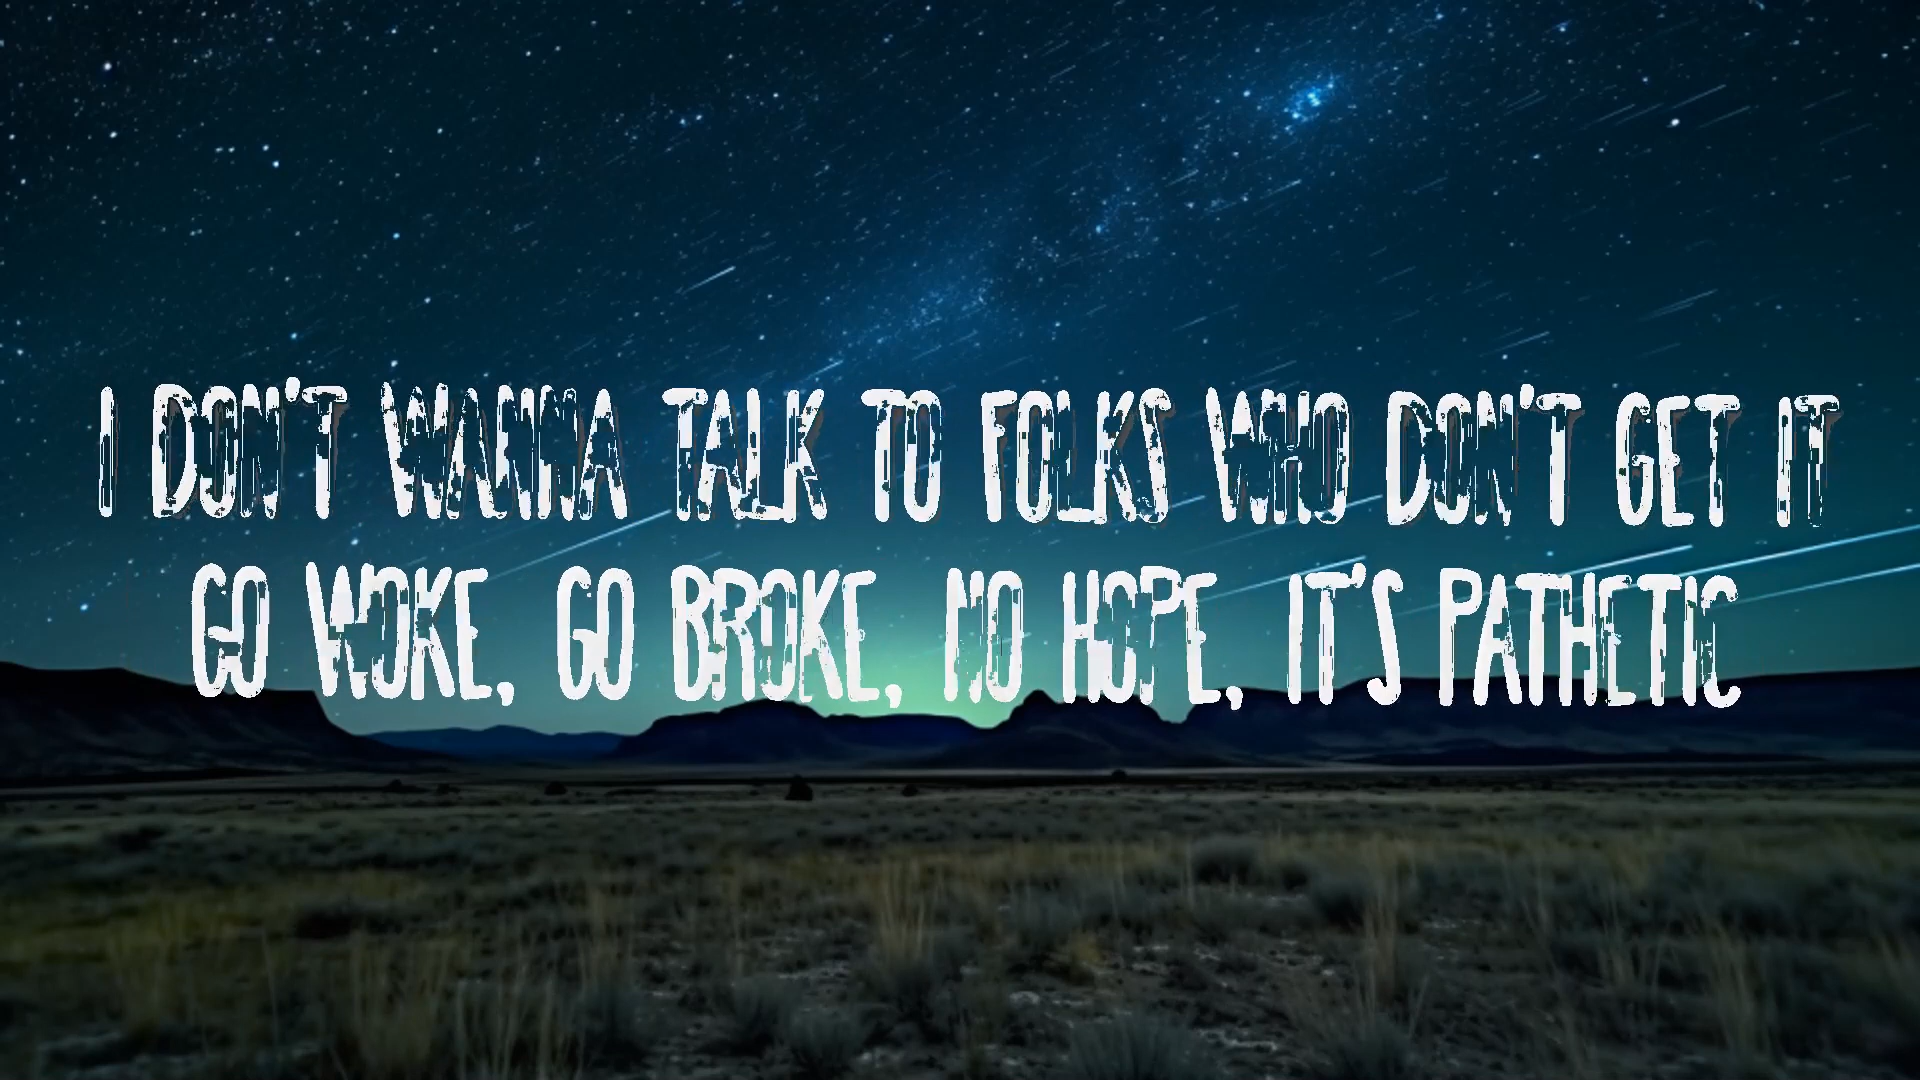 I DON'T WANNA TALK TO FOLKS WHO DON'T GET IT
GO WOKE, GO BROKE, NO HOPE, IT'S PATHETIC